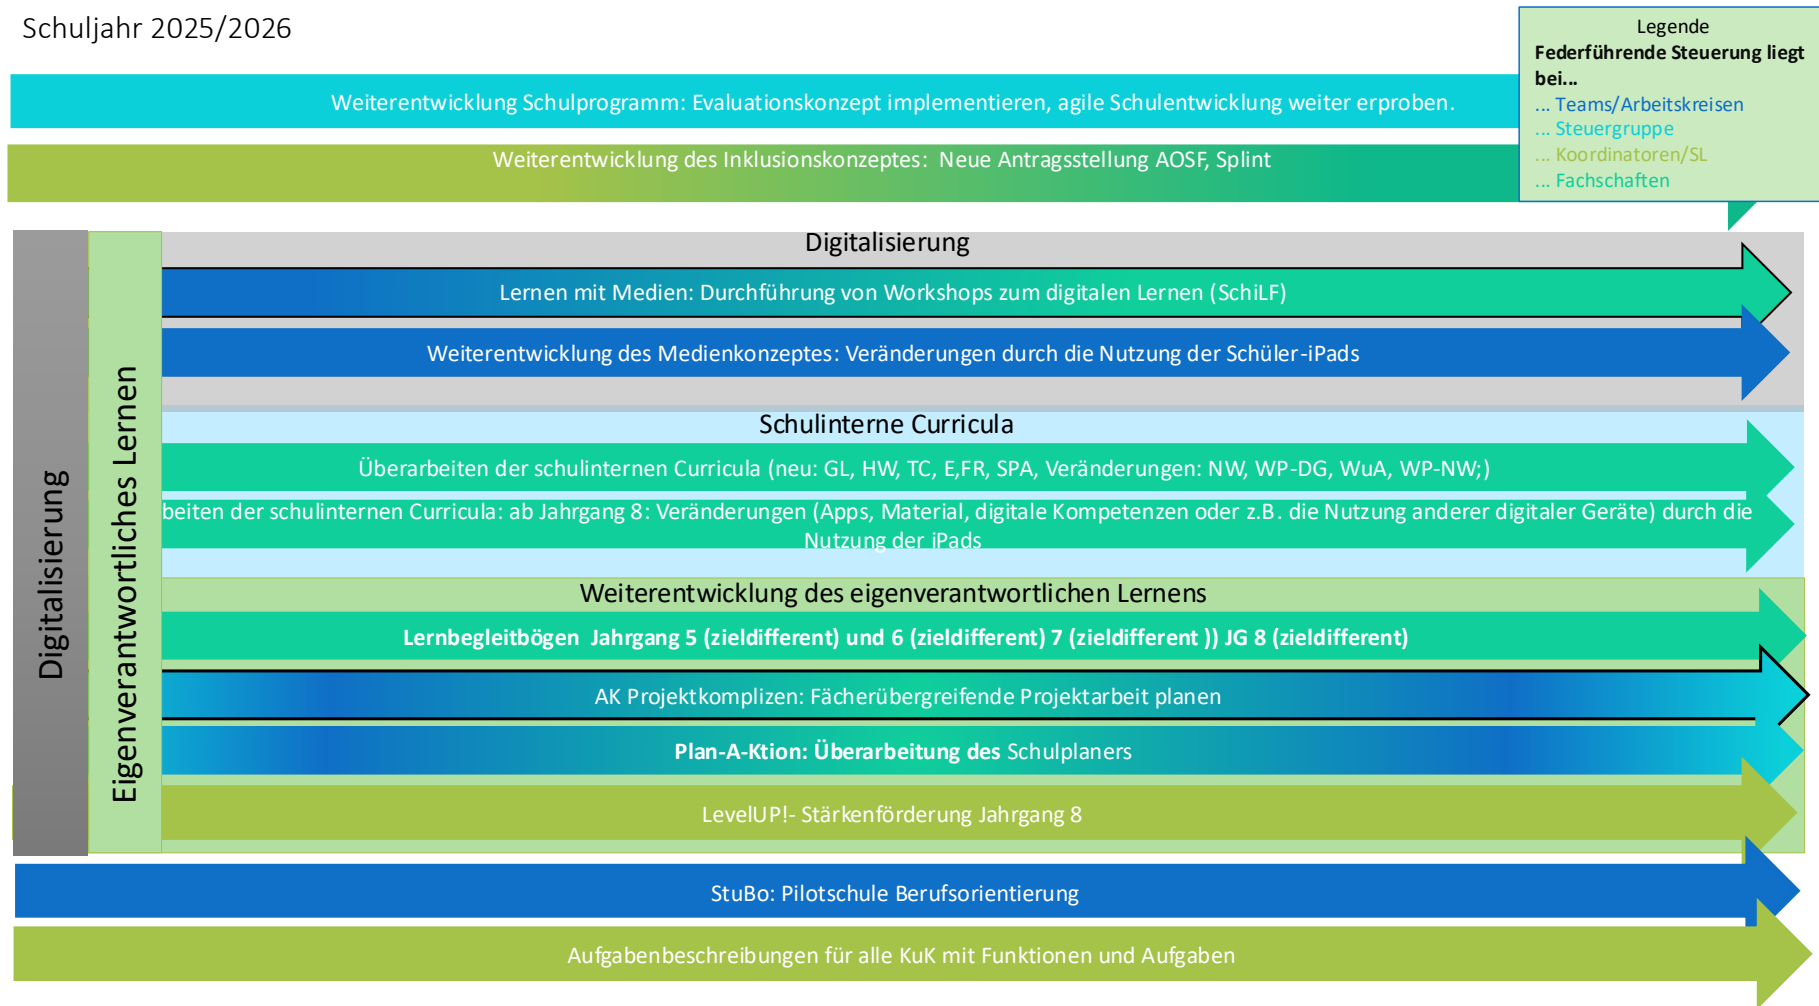 Schuljahr 2025/2026
Legende
Federführende Steuerung liegt
bei...
... Teams/Arbeitskreisen
... Steuergruppe
... Koordinatoren/SL
... Fachschaften
Weiterentwicklung Schulprogramm: Evaluationskonzept implementieren, agile Schulentwicklung weiter erproben.
Weiterentwicklung des Inklusionskonzeptes:  Neue Antragsstellung AOSF, Splint
Digitalisierung
Eigenverantwortliches Lernen
Digitalisierung
Lernen mit Medien: Durchführung von Workshops zum digitalen Lernen (SchiLF)
Weiterentwicklung des Medienkonzeptes: Veränderungen durch die Nutzung der Schüler-iPads
Schulinterne Curricula
Überarbeiten der schulinternen Curricula (neu: GL, HW, TC, E,FR, SPA, Veränderungen: NW, WP-DG, WuA, WP-NW;)
beiten der schulinternen Curricula: ab Jahrgang 8: Veränderungen (Apps, Material, digitale Kompetenzen oder z.B. die Nutzung anderer digitaler Geräte) durch die
Nutzung der iPads
Weiterentwicklung des eigenverantwortlichen Lernens
Lernbegleitbögen  Jahrgang 5 (zieldifferent) und 6 (zieldifferent) 7 (zieldifferent )) JG 8 (zieldifferent)
AK Projektkomplizen: Fächerübergreifende Projektarbeit planen
Plan-A-Ktion: Überarbeitung des Schulplaners
LevelUP!- Stärkenförderung Jahrgang 8
StuBo: Pilotschule Berufsorientierung
Aufgabenbeschreibungen für alle KuK mit Funktionen und Aufgaben